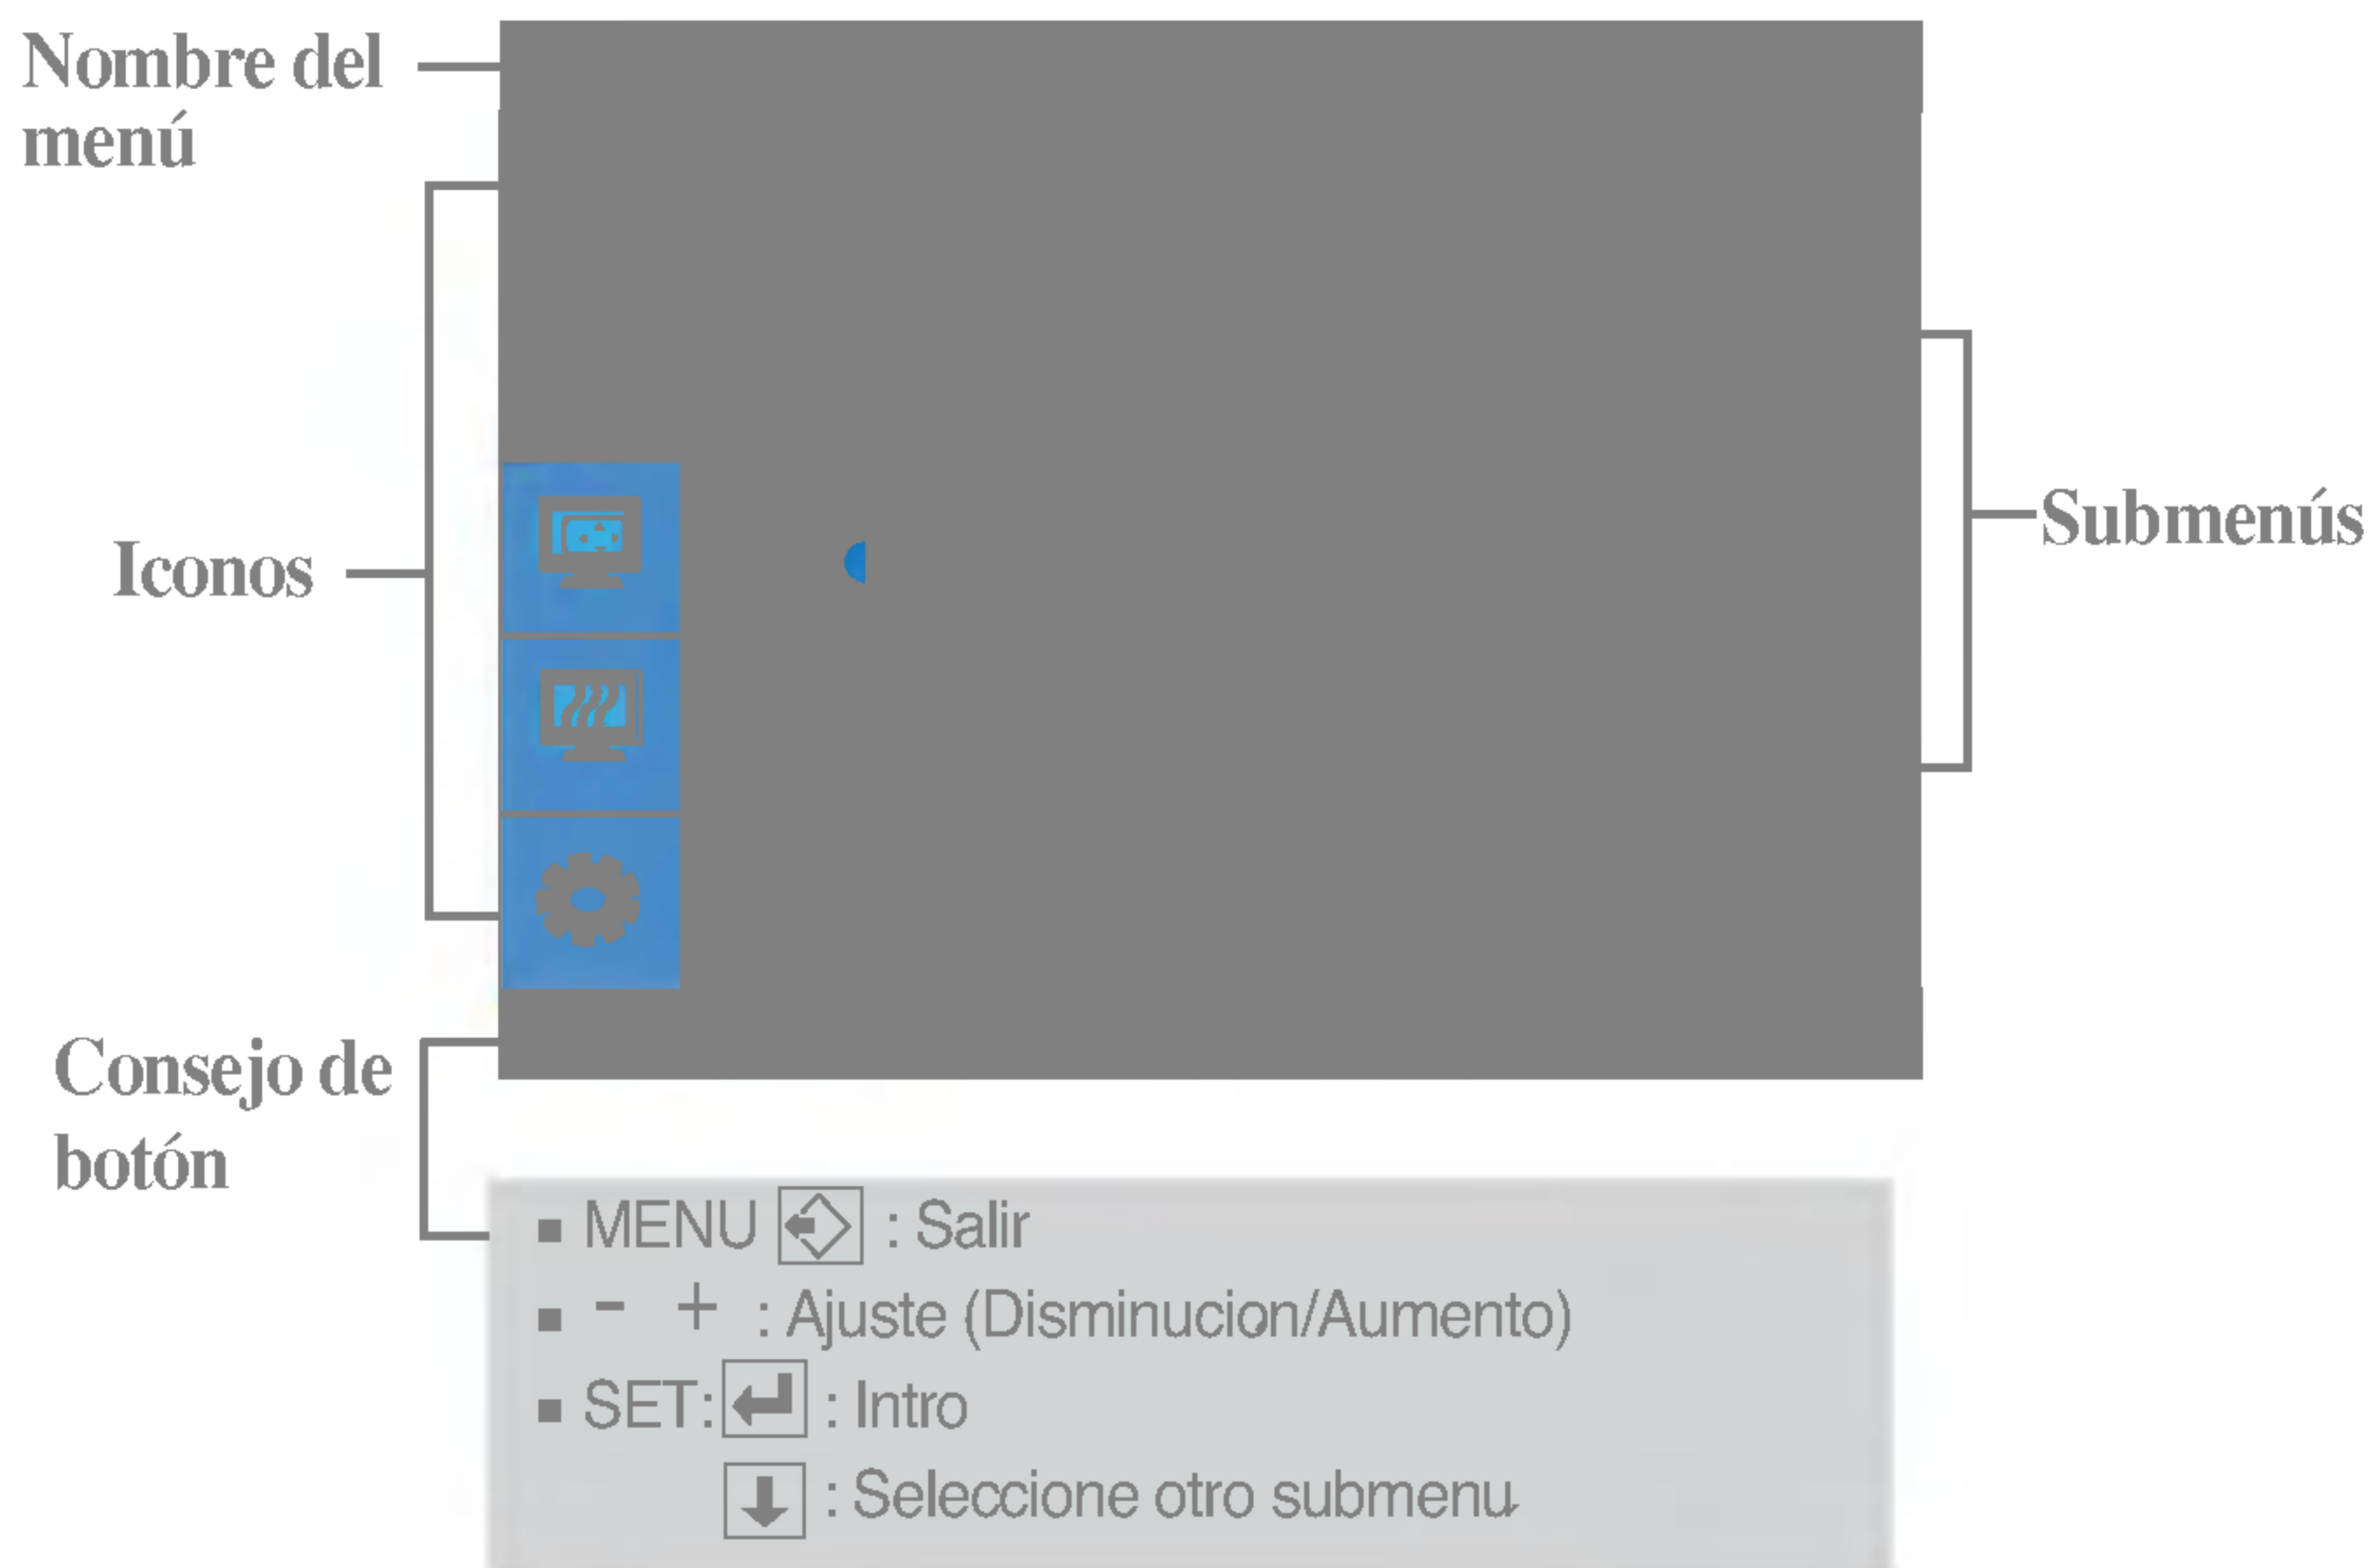 Nombre del
menú
Iconos
Submenús
Consejo de
botón
■ MENU : Salir
■ - + : Ajuste (Disminucion/Aumento)
■ SET: : Intro
: Seleccione otro submenu